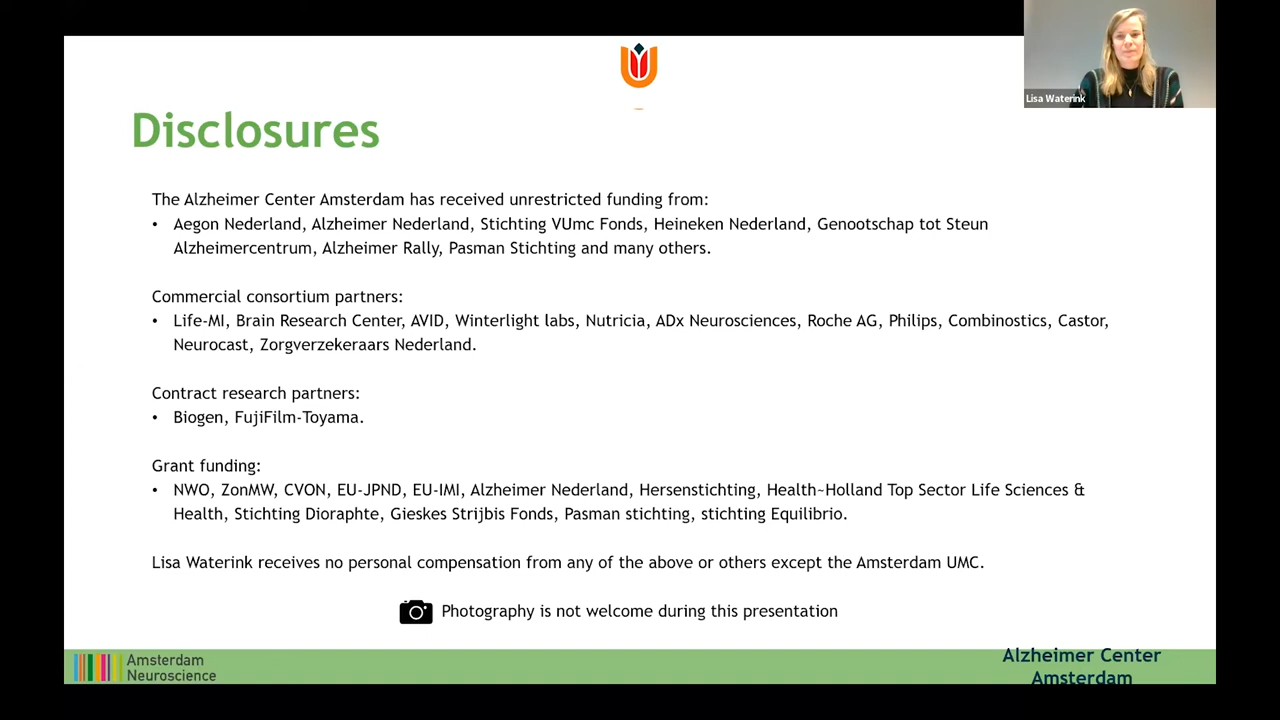 Lisa Waterink
Disclosures
The Alzheimer Center Amsterdam has received unrestricted funding from:
• Aegon Nederland, Alzheimer Nederland, Stichting VUmc Fonds, Heineken Nederland, Genootschap tot Steun
Alzheimercentrum, Alzheimer Rally, Pasman Stichting and many others.
Commercial consortium partners:
• Life-MI, Brain Research Center, AVID, Winterlight labs, Nutricia, ADx Neurosciences, Roche AG, Philips, Combinostics, Castor,
Neurocast, Zorgverzekeraars Nederland.
Contract research partners:
• Biogen, FujiFilm-Toyama.
Grant funding:
• NWO, ZonMW, CVON, EU-JPND, EU-IMI, Alzheimer Nederland, Hersenstichting, Health~Holland Top Sector Life Sciences &
Health, Stichting Dioraphte, Gieskes Strijbis Fonds, Pasman stichting, stichting Equilibrio.
Lisa Waterink receives no personal compensation from any of the above or others except the Amsterdam UMC.
Photography is not welcome during this presentation
Amsterdam
Neuroscience
Alzheimer Center
Amsterdam